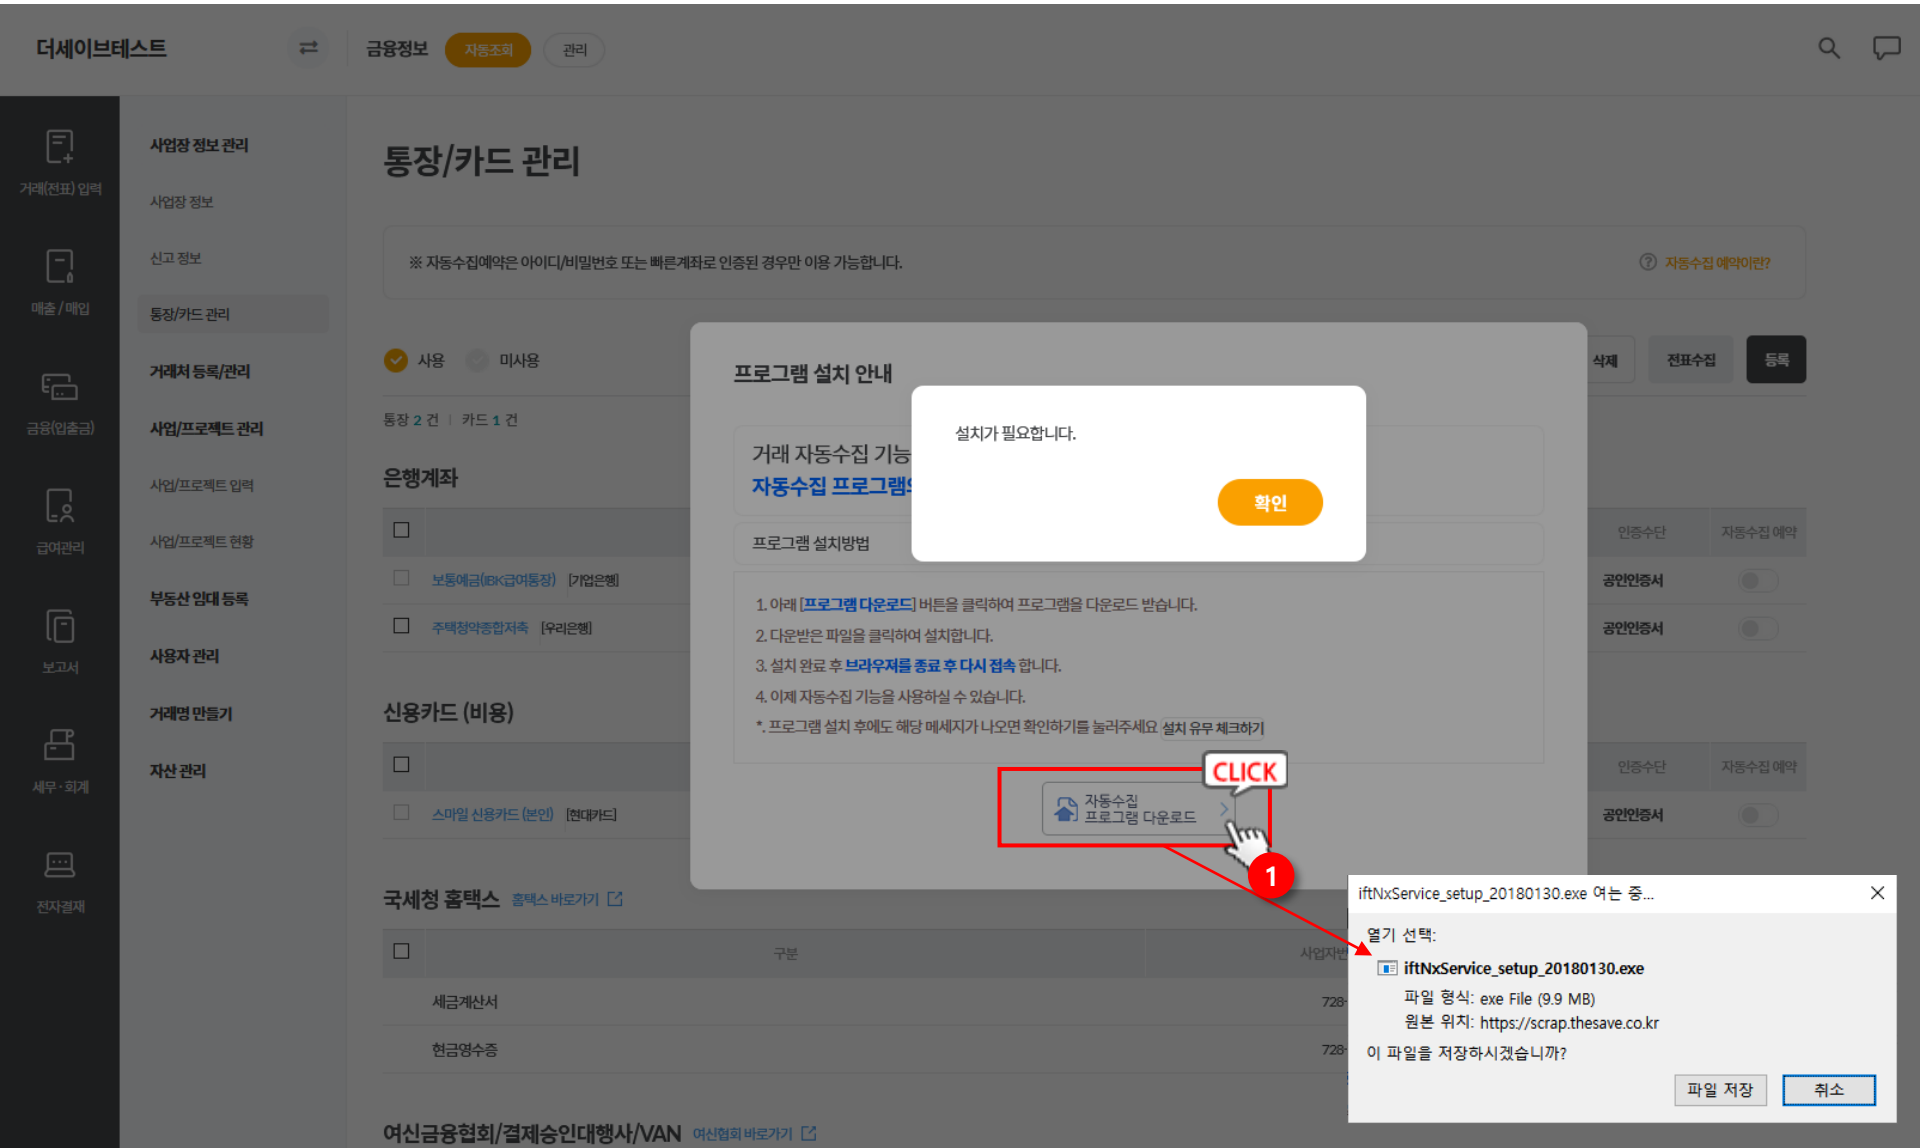 더세이브테스트
금융정보
자동조회
관리
거래(전표) 입력
매출 / 매입
금융(입출금)
급여관리
보고서
세무·회계
전자결재
사업장 정보 관리
사업장 정보
신고 정보
통장/카드 관리
거래처 등록/관리
사업/프로젝트 관리
사업/프로젝트 입력
사업/프로젝트 현황
부동산 임대 등록
사용자 관리
거래명 만들기
자산 관리
통장/카드 관리
※ 자동수집예약은 아이디/비밀번호 또는 빠른계좌로 인증된 경우만 이용 가능합니다.
자동수집 예약이란?
사용
미사용
삭제
전표수집
등록
통장 2 건 | 카드 1 건
은행계좌
인증수단
자동수집 예약
보통예금(IBK급여통장) [기업은행]
공인인증서
주택청약종합저축 [우리은행]
공인인증서
신용카드 (비용)
인증수단
자동수집 예약
스마일 신용카드 (본인) [현대카드]
공인인증서
국세청 홈택스 홈택스 바로가기
구분
사업자번
세금계산서
728-
현금영수증
728-
여신금융협회/결제승인대행사/VAN 여신협회 바로가기
프로그램 설치 안내
거래 자동수집 기능
자동수집 프로그램
프로그램 설치방법
1. 아래 [프로그램 다운로드] 버튼을 클릭하여 프로그램을 다운로드 받습니다.
2. 다운받은 파일을 클릭하여 설치합니다.
3. 설치 완료 후 브라우져를 종료 후 다시 접속 합니다.
4. 이제 자동수집 기능을 사용하실 수 있습니다.
*. 프로그램 설치 후에도 해당 메세지가 나오면 확인하기를 눌러주세요 설치 유무 체크하기
자동수집
프로그램 다운로드
CLICK
1
설치가 필요합니다.
확인
iftNxService_setup_20180130.exe 여는 중...
열기 선택:
iftNxService_setup_20180130.exe
파일 형식: exe File (9.9 MB)
원본 위치: https://scrap.thesave.co.kr
이 파일을 저장하시겠습니까?
파일 저장
취소